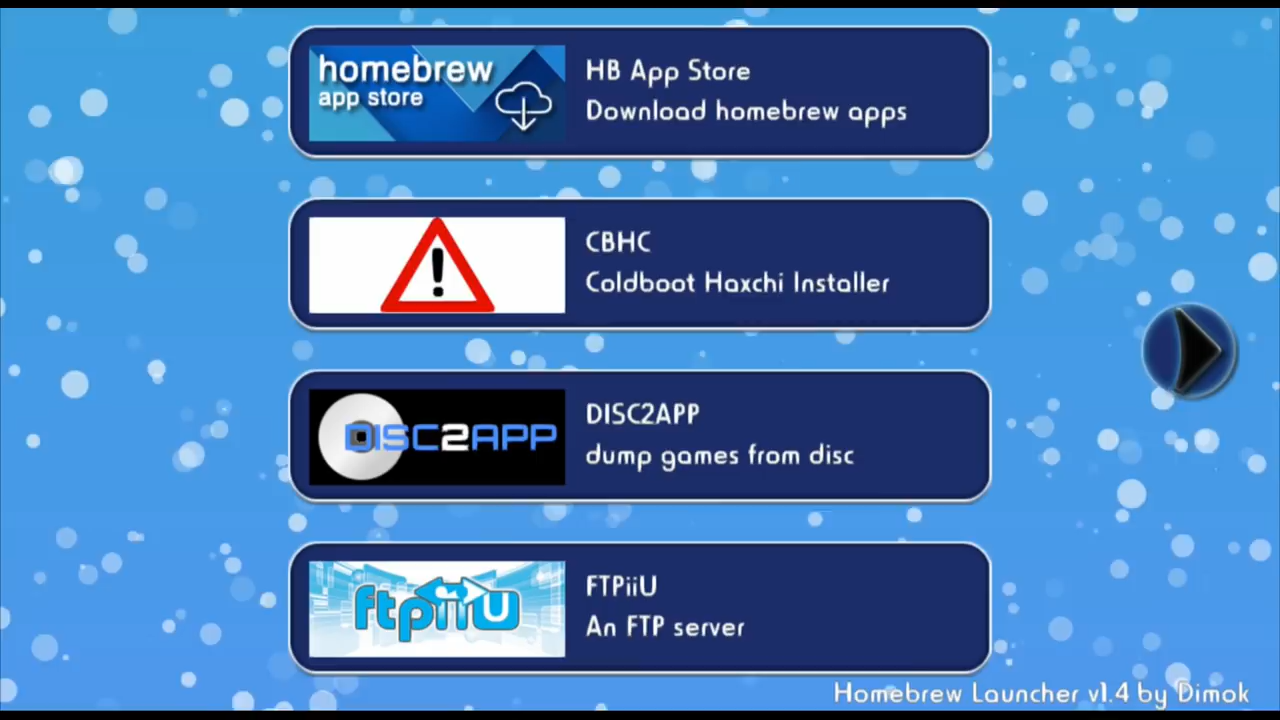 homebrew
app store
HB App Store
Download homebrew apps
!
CBHC
Coldboot Haxchi Installer
DISC2APP
DISC2APP
dump games from disc
ftpiiU
FTPiiU
An FTP server
Homebrew Launcher v1.4 by Dimok